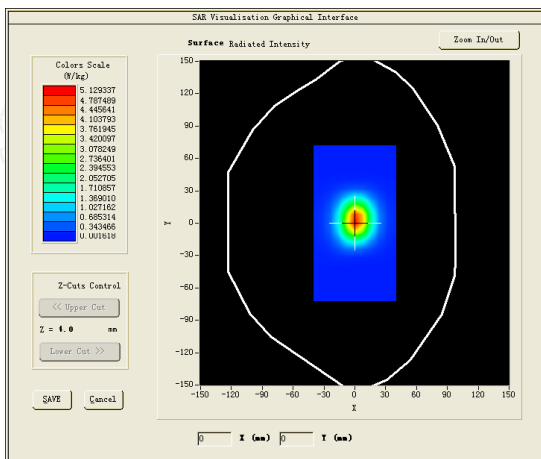 SAR Visualisation Graphical Interface
Surface Radiated Intensity
Zoom In/Out
Colors Scale
(W/kg)
5.129337
4.787489
4.445641
4.103793
3.761945
3.420097
3.078249
2.736401
2.394553
2.052705
1.710857
1.369010
1.027162
0.685314
0.343466
0.001618
Z-Cuts Control
<< Upper Cut
Z = 4.0 mm
Lower Cut >>
SAVE Cancel
150
120
90
60
30
0
-30
-60
-90
-120
-150
Y
-150 -120 -90 -60 -30 0 30 60 90 120 150
X
0 X (mm) 0 Y (mm)